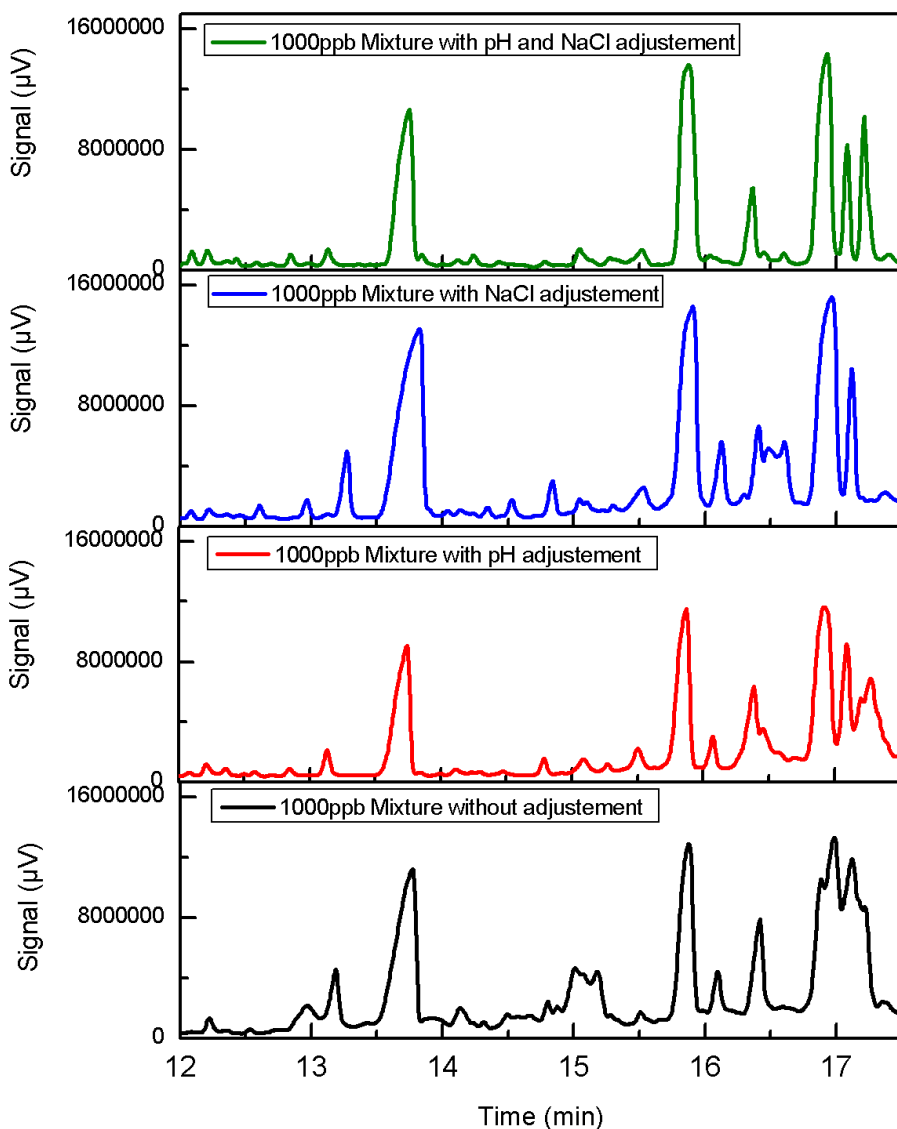 16000000
1000ppb Mixture with pH and NaCl adjustement
Signal (µV)
8000000
0
16000000
1000ppb Mixture with NaCl adjustement
Signal (µV)
8000000
0
16000000
1000ppb Mixture with pH adjustement
Signal (µV)
8000000
0
16000000
1000ppb Mixture without adjustement
Signal (µV)
8000000
0
12 13 14 15 16 17
Time (min)